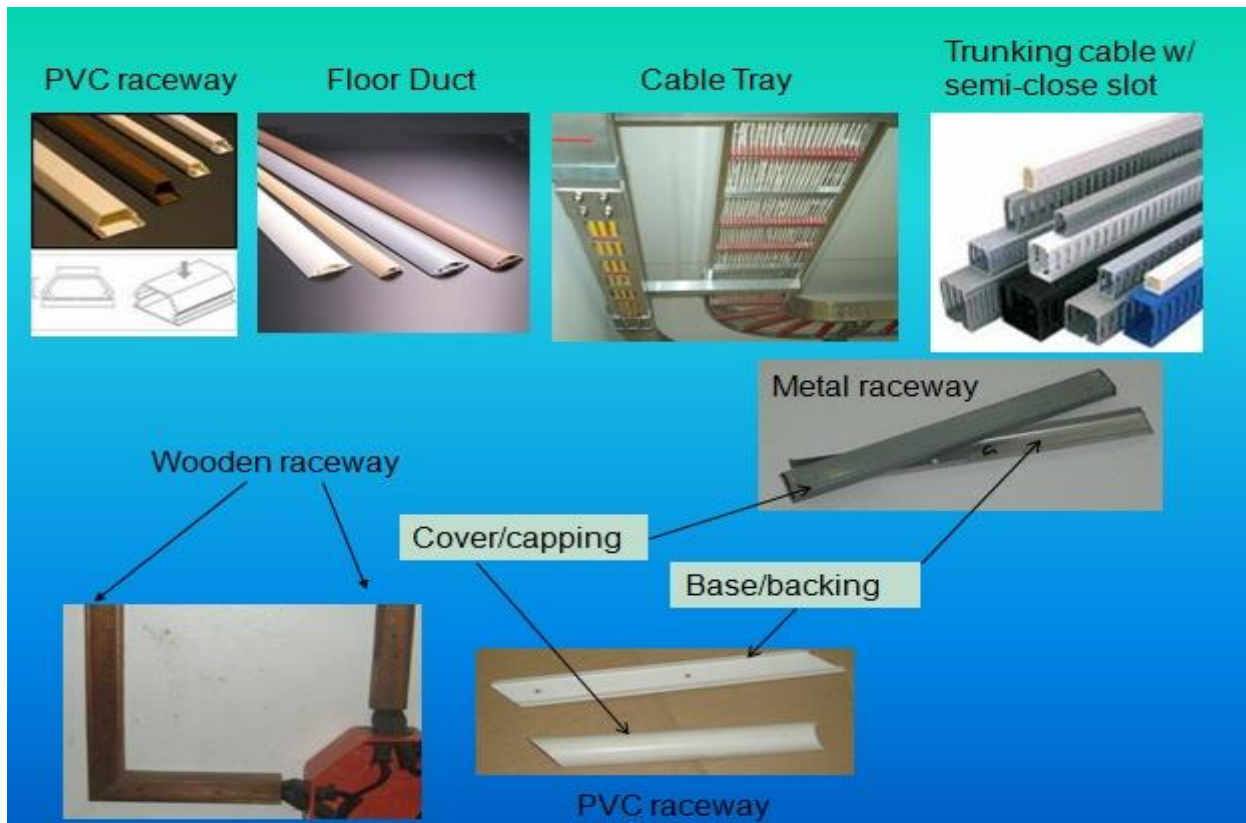 PVC raceway
Floor Duct
Cable Tray
Trunking cable w/
semi-close slot
Metal raceway
Wooden raceway
Cover/capping
Base/backing
PVC raceway